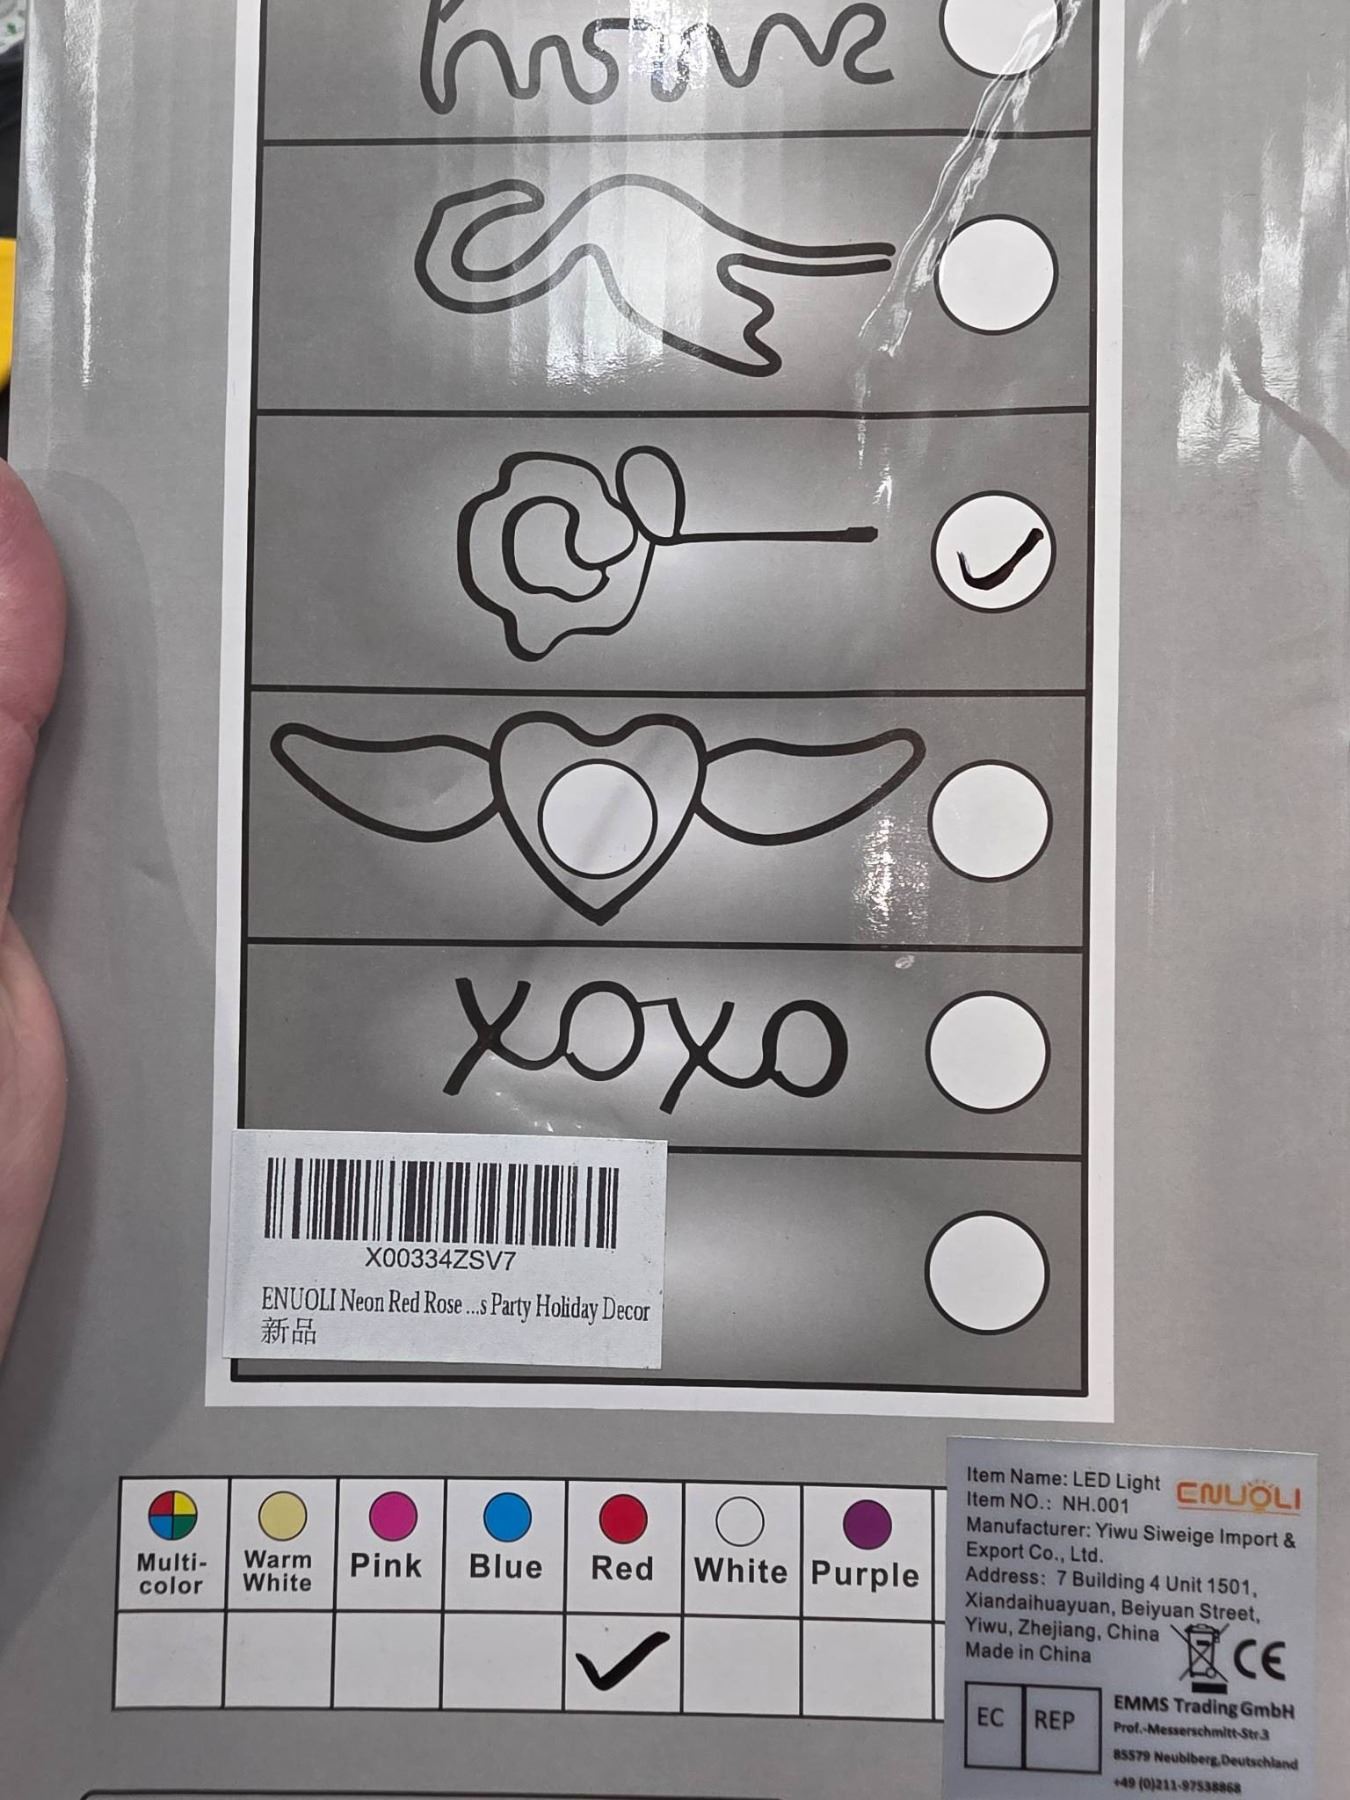 home
xoxo
X00334ZSV7
ENUOLI Neon Red Rose ...s Party Holiday Decor
新品
Multi-
color
Warm
White
Pink
Blue
Red
White
Purple
ENUOLI
Item Name: LED Light
Item NO.: NH.001
Manufacturer: Yiwu Siweige Import &
Export Co., Ltd.
Address: 7 Building 4 Unit 1501,
Xiandaihuayuan, Beiyuan Street,
Yiwu, Zhejiang, China
Made in China
CE
EC REP
EMMS Trading GmbH
Prof.-Messerschmitt-Str.3
85579 Neubiberg,Deutschland
+49 (0)211-97538868